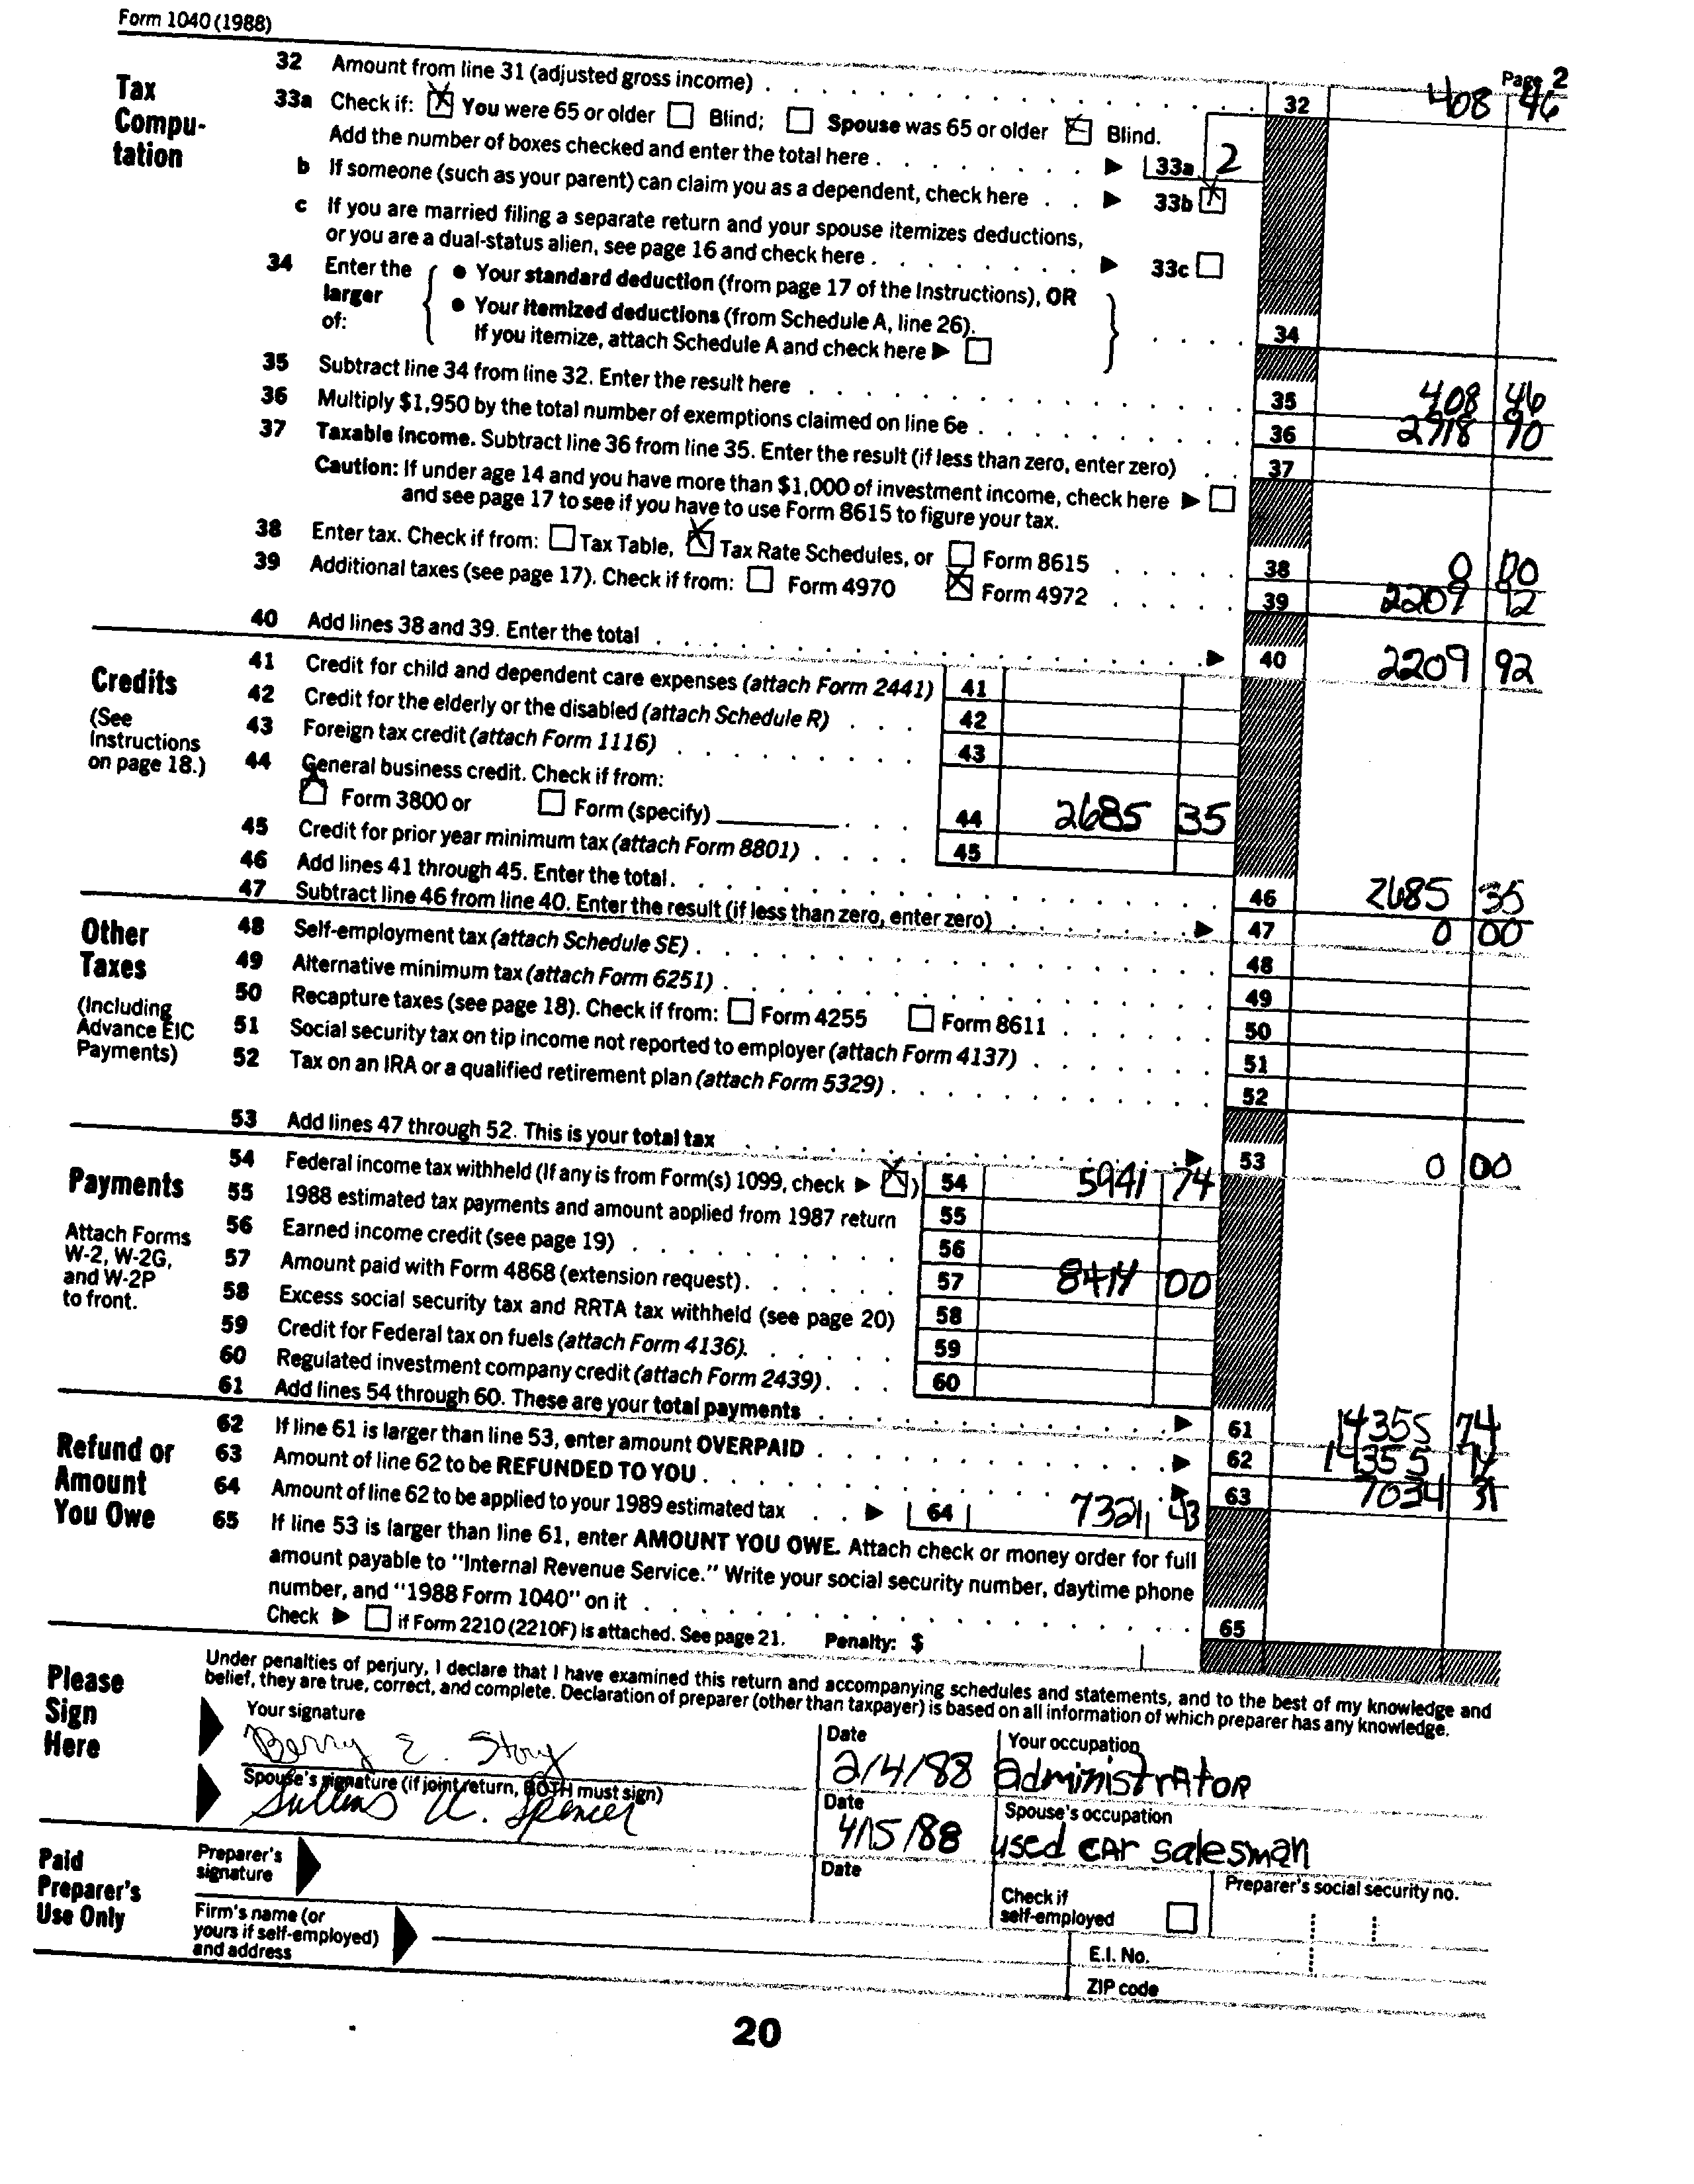 Form 1040 (1988)
Page 2
Tax Compu-tation
32 Amount from line 31 (adjusted gross income) 32 408 46
33a Check if: [X] You were 65 or older [ ] Blind; [ ] Spouse was 65 or older [X] Blind.
Add the number of boxes checked and enter the total here 33a 2
b If someone (such as your parent) can claim you as a dependent, check here 33b [X]
c If you are married filing a separate return and your spouse itemizes deductions,
or you are a dual-status alien, see page 16 and check here 33c [ ]
34 Enter the larger of:
• Your standard deduction (from page 17 of the Instructions), OR
• Your itemized deductions (from Schedule A, line 26).
If you itemize, attach Schedule A and check here ▶ [ ] 34
35 Subtract line 34 from line 32. Enter the result here 35 408 46
36 Multiply $1,950 by the total number of exemptions claimed on line 6e 36 2918 90
37 Taxable income. Subtract line 36 from line 35. Enter the result (if less than zero, enter zero) 37
Caution: If under age 14 and you have more than $1,000 of investment income, check here ▶ [ ]
and see page 17 to see if you have to use Form 8615 to figure your tax.
38 Enter tax. Check if from: [ ] Tax Table, [X] Tax Rate Schedules, or [ ] Form 8615 38 0 00
39 Additional taxes (see page 17). Check if from: [ ] Form 4970 [X] Form 4972 39 2209 92
40 Add lines 38 and 39. Enter the total ▶ 40 2209 92
Credits
(See Instructions on page 18.)
41 Credit for child and dependent care expenses (attach Form 2441) 41
42 Credit for the elderly or the disabled (attach Schedule R) 42
43 Foreign tax credit (attach Form 1116) 43
44 General business credit. Check if from:
[X] Form 3800 or [ ] Form (specify) 44 2685 35
45 Credit for prior year minimum tax (attach Form 8801) 45
46 Add lines 41 through 45. Enter the total 46 2685 35
47 Subtract line 46 from line 40. Enter the result (if less than zero, enter zero) ▶ 47 0 00
Other Taxes
(Including Advance EIC Payments)
48 Self-employment tax (attach Schedule SE) 48
49 Alternative minimum tax (attach Form 6251) 49
50 Recapture taxes (see page 18). Check if from: [ ] Form 4255 [ ] Form 8611 50
51 Social security tax on tip income not reported to employer (attach Form 4137) 51
52 Tax on an IRA or a qualified retirement plan (attach Form 5329) 52
53 Add lines 47 through 52. This is your total tax ▶ 53 0 00
Payments
Attach Forms W-2, W-2G, and W-2P to front.
54 Federal income tax withheld (If any is from Form(s) 1099, check ▶ [X]) 54 5941 74
55 1988 estimated tax payments and amount applied from 1987 return 55
56 Earned income credit (see page 19) 56
57 Amount paid with Form 4868 (extension request) 57 8414 00
58 Excess social security tax and RRTA tax withheld (see page 20) 58
59 Credit for Federal tax on fuels (attach Form 4136) 59
60 Regulated investment company credit (attach Form 2439) 60
61 Add lines 54 through 60. These are your total payments ▶ 61 14355 74
Refund or Amount You Owe
62 If line 61 is larger than line 53, enter amount OVERPAID ▶ 62 14355 74
63 Amount of line 62 to be REFUNDED TO YOU ▶ 63 7034 31
64 Amount of line 62 to be applied to your 1989 estimated tax ▶ 64 7321 43
65 If line 53 is larger than line 61, enter AMOUNT YOU OWE. Attach check or money order for full
amount payable to "Internal Revenue Service." Write your social security number, daytime phone
number, and "1988 Form 1040" on it 65
Check ▶ [ ] if Form 2210 (2210F) is attached. See page 21. Penalty: $
Please Sign Here
Under penalties of perjury, I declare that I have examined this return and accompanying schedules and statements, and to the best of my knowledge and
belief, they are true, correct, and complete. Declaration of preparer (other than taxpayer) is based on all information of which preparer has any knowledge.
Your signature Date Your occupation
Berry E. Story 2/4/88 administrator
Spouse's signature (if joint return, BOTH must sign) Date Spouse's occupation
U. Spencer 4/15/88 used car salesman
Paid Preparer's Use Only
Preparer's signature Date Check if self-employed [ ] Preparer's social security no.
Firm's name (or yours if self-employed) and address E.I. No.
ZIP code
20